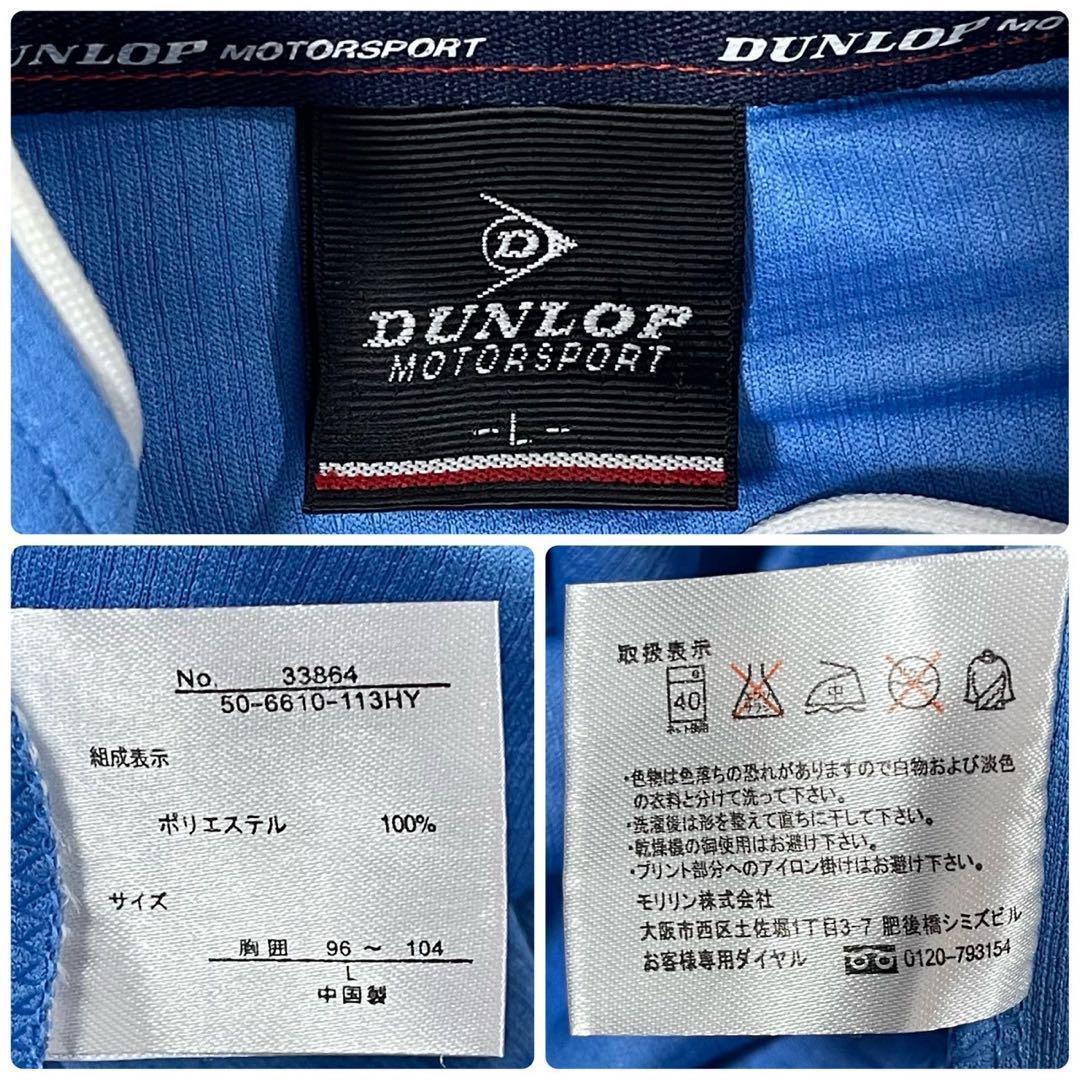 UNLOP MOTORSPORT
DUNLOP MO
D
DUNLOP
MOTORSPORT
-- L --
No. 33864
50-6610-113HY
組成表示
ポリエステル 100%
サイズ
胸囲 96 ～ 104
L
中国製
取扱表示
40
中
・色物は色落ちの恐れがありますので白物および淡色
の衣料と分けて洗って下さい。
・洗濯後は形を整えて直ちに干して下さい。
・乾燥機の御使用はお避け下さい。
・プリント部分へのアイロン掛けはお避け下さい。
モリリン株式会社
大阪市西区土佐堀1丁目3-7 肥後橋シミズビル
お客様専用ダイヤル 0120-793154